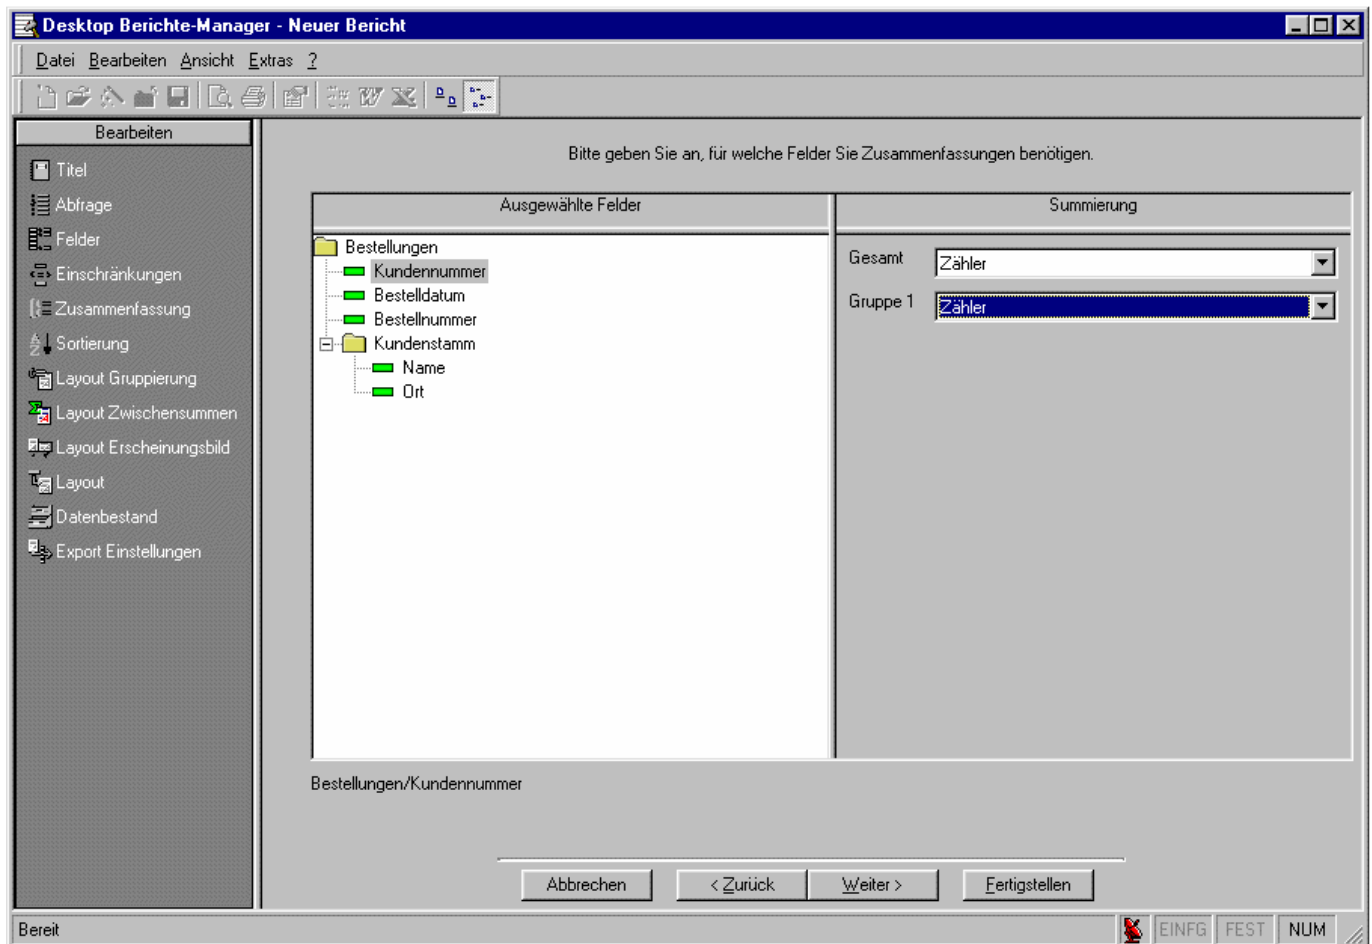 Desktop Berichte-Manager - Neuer Bericht
Datei Bearbeiten Ansicht Extras ?
Bearbeiten
Titel
Abfrage
Felder
Einschränkungen
Zusammenfassung
Sortierung
Layout Gruppierung
Layout Zwischensummen
Layout Erscheinungsbild
Layout
Datenbestand
Export Einstellungen
Bitte geben Sie an, für welche Felder Sie Zusammenfassungen benötigen.
Ausgewählte Felder
Bestellungen
Kundennummer
Bestelldatum
Bestellnummer
Kundenstamm
Name
Ort
Summierung
Gesamt Zähler
Gruppe 1 Zähler
Bestellungen/Kundennummer
Abbrechen < Zurück Weiter > Fertigstellen
Bereit EINFG FEST NUM